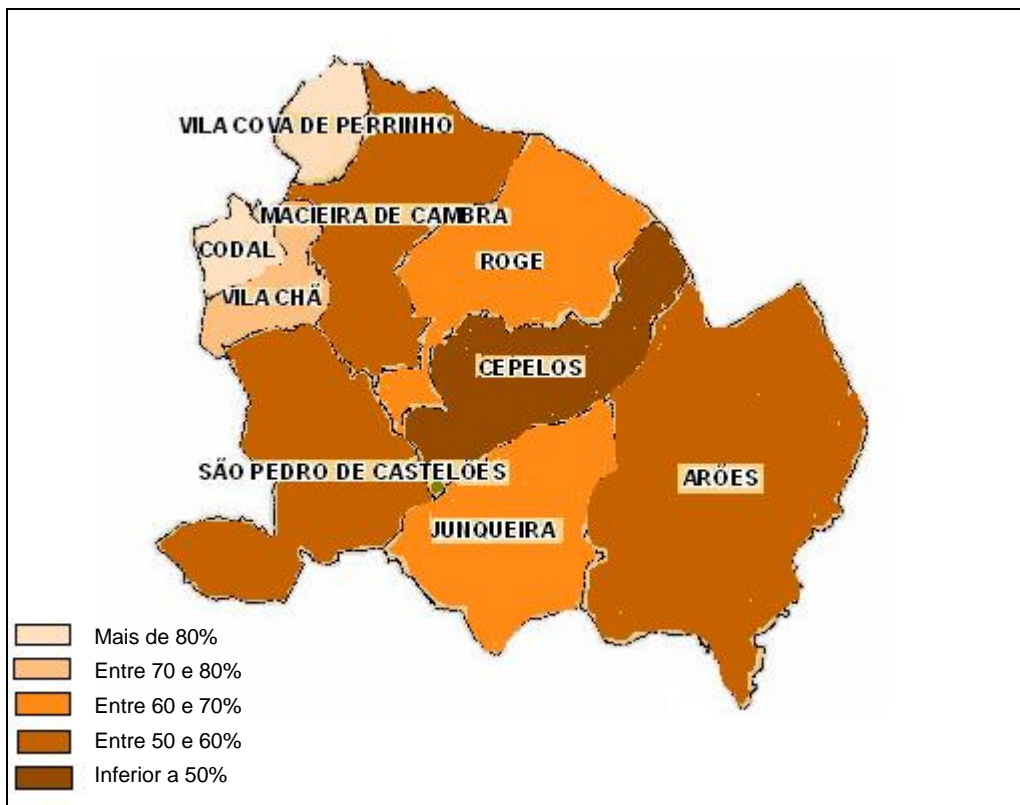 VILA COVA DE PERRINHO
MACIEIRA DE CAMBRA
CODAL
ROGE
VILA CHÃ
CEPELOS
SÃO PEDRO DE CASTELÕES
ARÕES
JUNQUEIRA
Mais de 80%
Entre 70 e 80%
Entre 60 e 70%
Entre 50 e 60%
Inferior a 50%